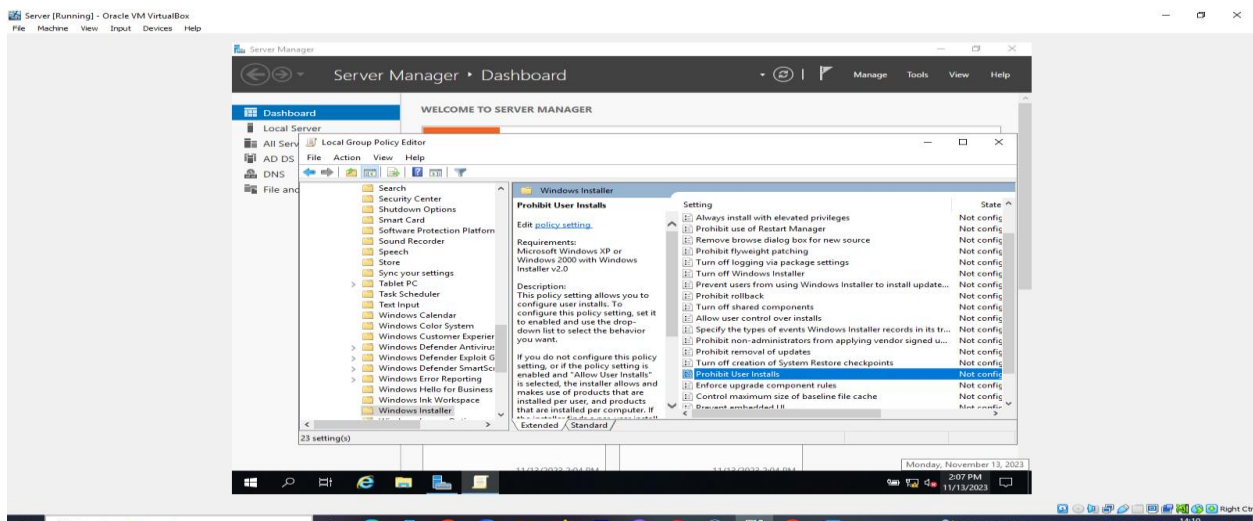 Server [Running] - Oracle VM VirtualBox
File Machine View Input Devices Help
Server Manager
Server Manager • Dashboard
Manage Tools View Help
Dashboard
Local Server
All Serv
AD DS
DNS
File and
WELCOME TO SERVER MANAGER
Local Group Policy Editor
File Action View Help
Search
Security Center
Shutdown Options
Smart Card
Software Protection Platform
Sound Recorder
Speech
Store
Sync your settings
Tablet PC
Task Scheduler
Text Input
Windows Calendar
Windows Color System
Windows Customer Experier
Windows Defender Antivirus
Windows Defender Exploit G
Windows Defender SmartScr
Windows Error Reporting
Windows Hello for Business
Windows Ink Workspace
Windows Installer
Windows Installer
Prohibit User Installs
Edit policy setting
Requirements:
Microsoft Windows XP or
Windows 2000 with Windows
Installer v2.0
Description:
This policy setting allows you to
configure user installs. To
configure this policy setting, set it
to enabled and use the drop-
down list to select the behavior
you want.
If you do not configure this policy
setting, or if the policy setting is
enabled and "Allow User Installs"
is selected, the installer allows and
makes use of products that are
installed per user, and products
that are installed per computer. If
Setting State
Always install with elevated privileges Not config
Prohibit use of Restart Manager Not config
Remove browse dialog box for new source Not config
Prohibit flyweight patching Not config
Turn off logging via package settings Not config
Turn off Windows Installer Not config
Prevent users from using Windows Installer to install update... Not config
Prohibit rollback Not config
Turn off shared components Not config
Allow user control over installs Not config
Specify the types of events Windows Installer records in its tr... Not config
Prohibit non-administrators from applying vendor signed u... Not config
Prohibit removal of updates Not config
Turn off creation of System Restore checkpoints Not config
Prohibit User Installs Not config
Enforce upgrade component rules Not config
Control maximum size of baseline file cache Not config
Prevent embedded UI Not config
Extended Standard
23 setting(s)
11/13/2023 2:04 PM 11/13/2023 2:04 PM
Monday, November 13, 2023
2:07 PM
11/13/2023
Right Ct
14:10